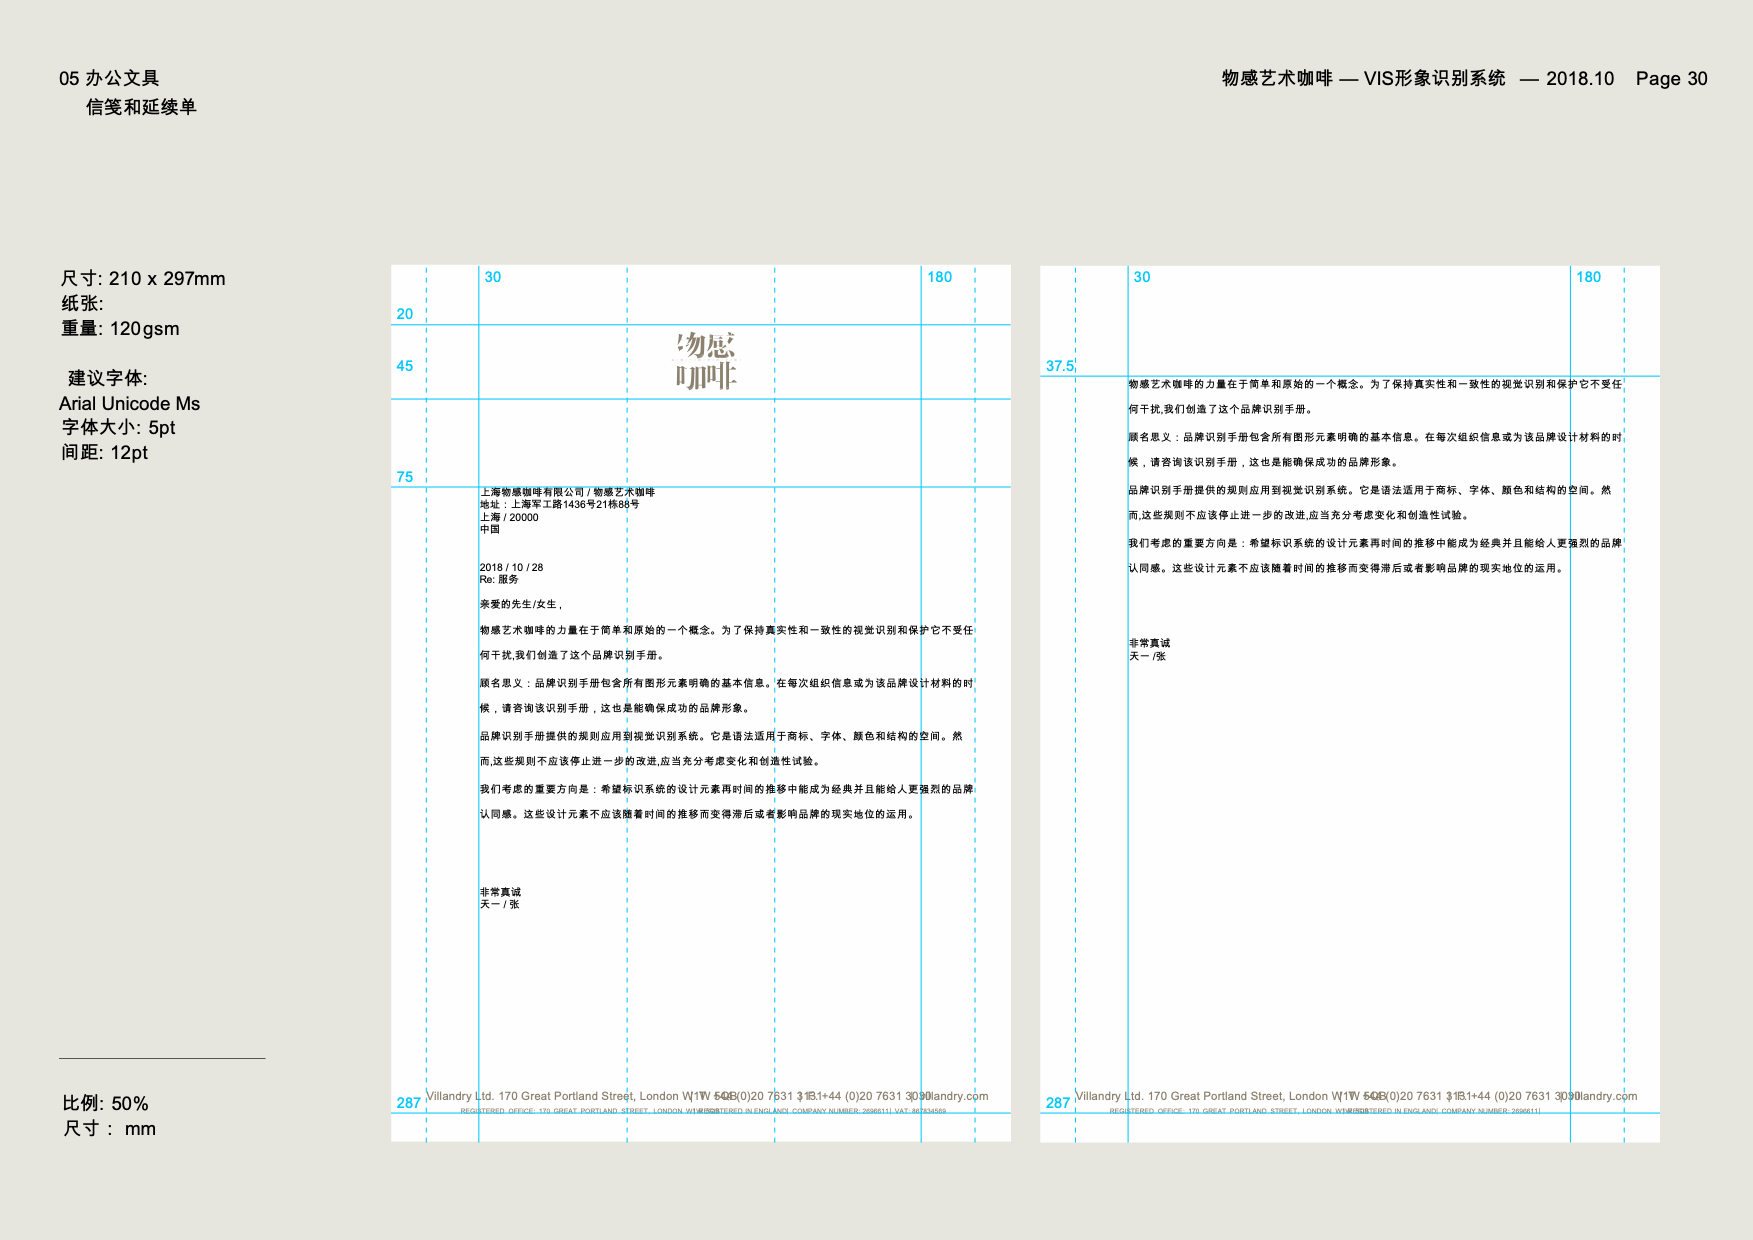 05 办公文具
信笺和延续单
物感艺术咖啡 — VIS形象识别系统 — 2018.10 Page 30
尺寸: 210 x 297mm
纸张:
重量: 120gsm
建议字体:
Arial Unicode Ms
字体大小: 5pt
间距: 12pt
比例: 50%
尺寸 : mm
30
180
20
45
75
287
物感
咖啡
上海物感咖啡有限公司 / 物感艺术咖啡
地址：上海军工路1436号21栋88号
上海 / 20000
中国
2018 / 10 / 28
Re: 服务
亲爱的先生/女生 ,
物感艺术咖啡的力量在于简单和原始的一个概念。为了保持真实性和一致性的视觉识别和保护它不受任
何干扰,我们创造了这个品牌识别手册。
顾名思义：品牌识别手册包含所有图形元素明确的基本信息。在每次组织信息或为该品牌设计材料的时
候，请咨询该识别手册，这也是能确保成功的品牌形象。
品牌识别手册提供的规则应用到视觉识别系统。它是语法适用于商标、字体、颜色和结构的空间。然
而,这些规则不应该停止进一步的改进,应当充分考虑变化和创造性试验。
我们考虑的重要方向是：希望标识系统的设计元素再时间的推移中能成为经典并且能给人更强烈的品牌
认同感。这些设计元素不应该随着时间的推移而变得滞后或者影响品牌的现实地位的运用。
非常真诚
天一 / 张
Villandry Ltd. 170 Great Portland Street, London (0)20 7631 +44 (0)20 7631
REGISTERED OFFICE: 170 GREAT PORTLAND STREET, LONDON REGISTERED IN ENGLAND| COMPANY NUMBER: 2696611| VAT: 867834569
30
180
37.5
287
物感艺术咖啡的力量在于简单和原始的一个概念。为了保持真实性和一致性的视觉识别和保护它不受任
何干扰,我们创造了这个品牌识别手册。
顾名思义：品牌识别手册包含所有图形元素明确的基本信息。在每次组织信息或为该品牌设计材料的时
候，请咨询该识别手册，这也是能确保成功的品牌形象。
品牌识别手册提供的规则应用到视觉识别系统。它是语法适用于商标、字体、颜色和结构的空间。然
而,这些规则不应该停止进一步的改进,应当充分考虑变化和创造性试验。
我们考虑的重要方向是：希望标识系统的设计元素再时间的推移中能成为经典并且能给人更强烈的品牌
认同感。这些设计元素不应该随着时间的推移而变得滞后或者影响品牌的现实地位的运用。
非常真诚
天一 /张
Villandry Ltd. 170 Great Portland Street, London (0)20 7631 +44 (0)20 7631
REGISTERED OFFICE: 170 GREAT PORTLAND STREET, LONDON REGISTERED IN ENGLAND| COMPANY NUMBER: 2696611|